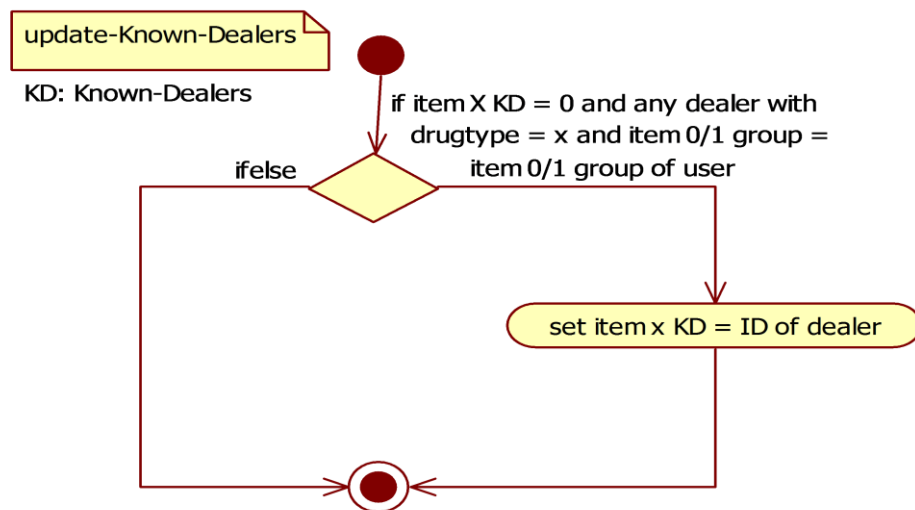 update-Known-Dealers
KD: Known-Dealers
if item X KD = 0 and any dealer with
drugtype = x and item 0/1 group =
item 0/1 group of user
ifelse
set item x KD = ID of dealer